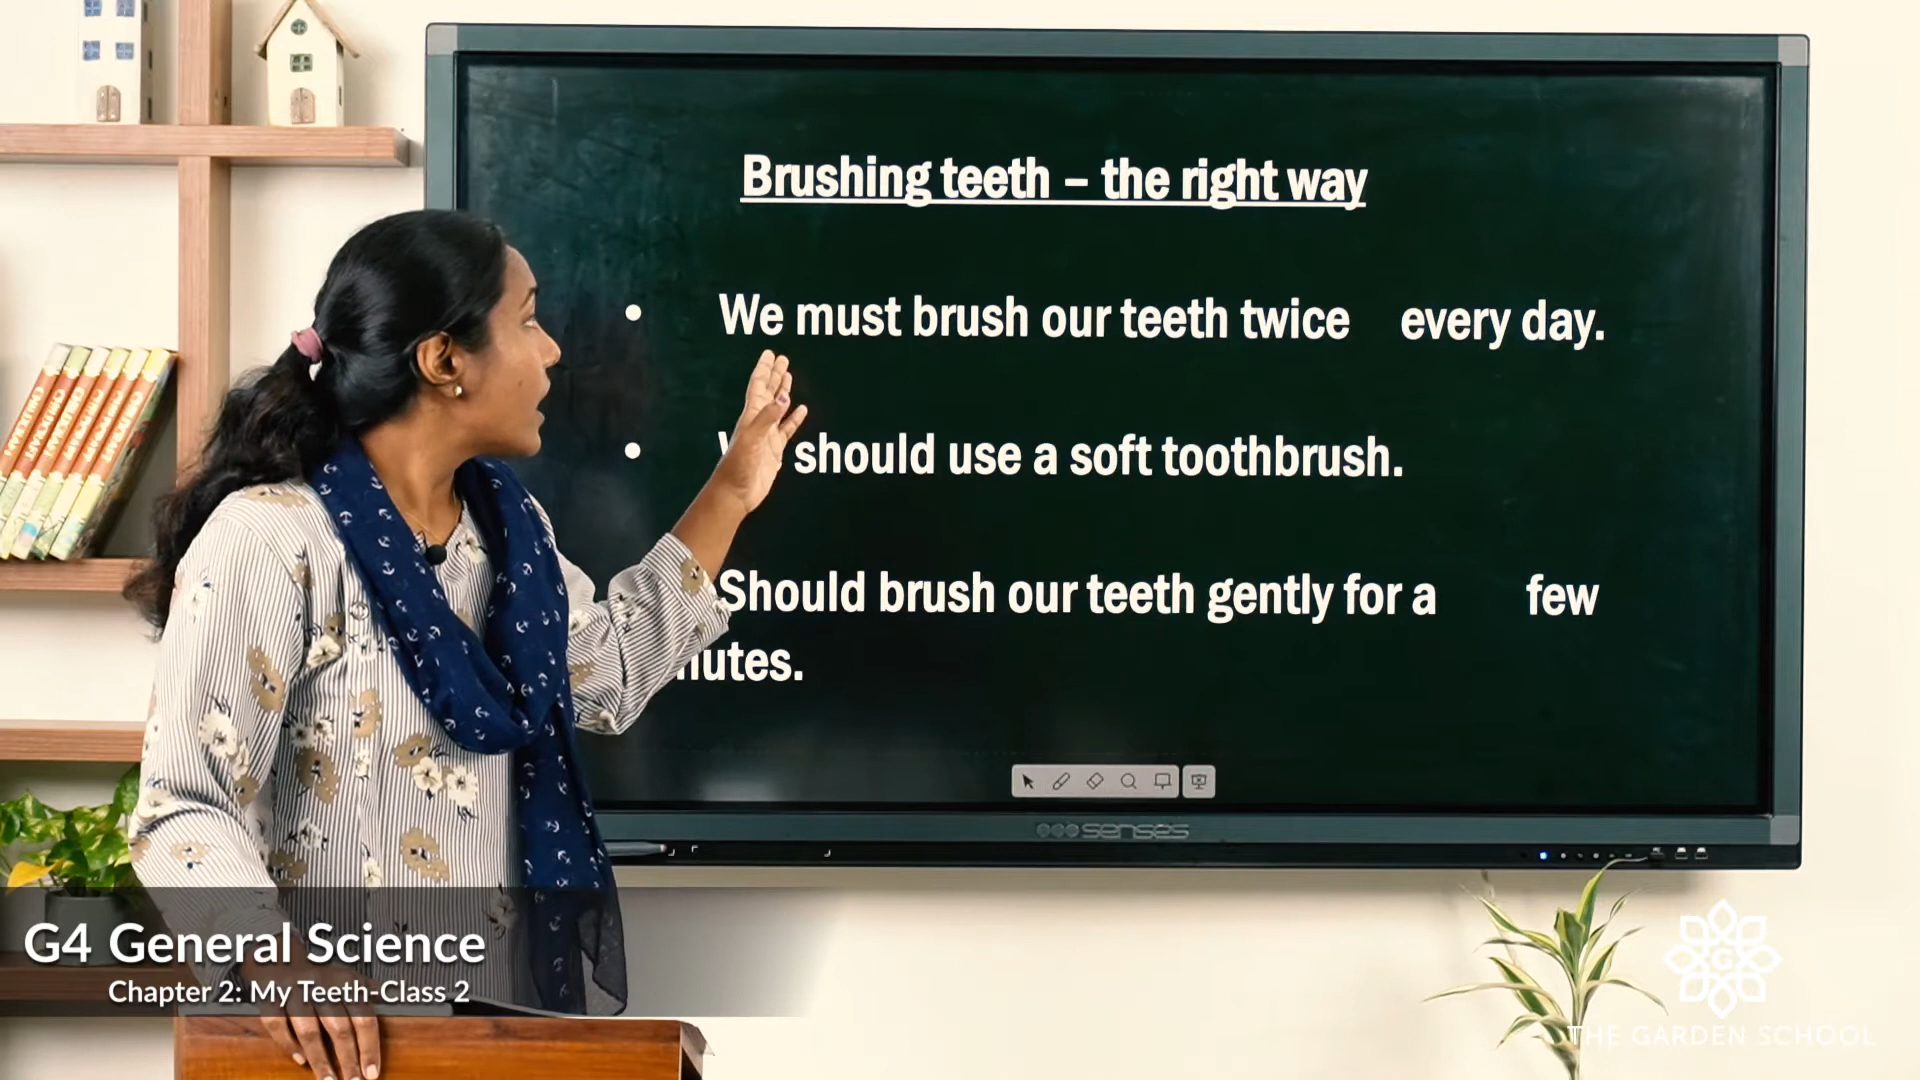 Brushing teeth – the right way
• We must brush our teeth twice every day.
• should use a soft toothbrush.
Should brush our teeth gently for a few
senses
G4 General Science
Chapter 2: My Teeth-Class 2
G
THE GARDEN SCHOOL